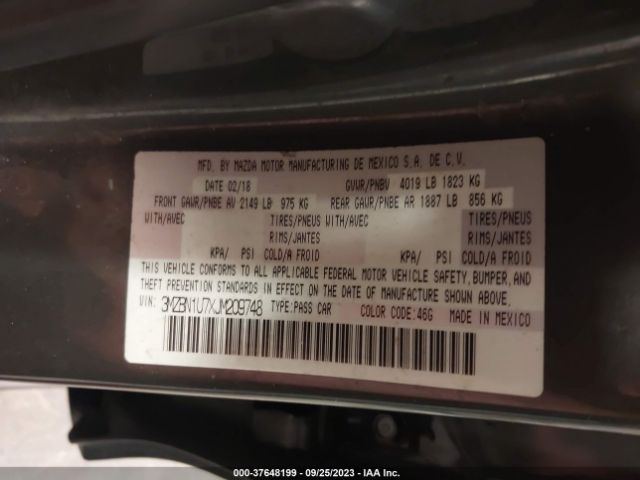 MFD. BY MAZDA MOTOR MANUFACTURING DE MEXICO S.A. DE C.V.
DATE 02/18 GVWR/PNBV 4019 LB 1823 KG
FRONT GAWR/PNBE AV 2149 LB 975 KG REAR GAWR/PNBE AR 1887 LB 856 KG
WITH/AVEC TIRES/PNEUS WITH/AVEC TIRES/PNEUS
RIMS/JANTES RIMS/JANTES
KPA/ PSI COLD/A FROID KPA/ PSI COLD/A FROID
THIS VEHICLE CONFORMS TO ALL APPLICABLE FEDERAL MOTOR VEHICLE SAFETY, BUMPER, AND
THEFT PREVENTION STANDARDS IN EFFECT ON THE DATE OF MANUFACTURE SHOWN ABOVE.
VIN: 3MZBN1U7XJM209748 TYPE:PASS CAR COLOR CODE:46G MADE IN MEXICO
000-37648199 - 09/25/2023 - IAA Inc.